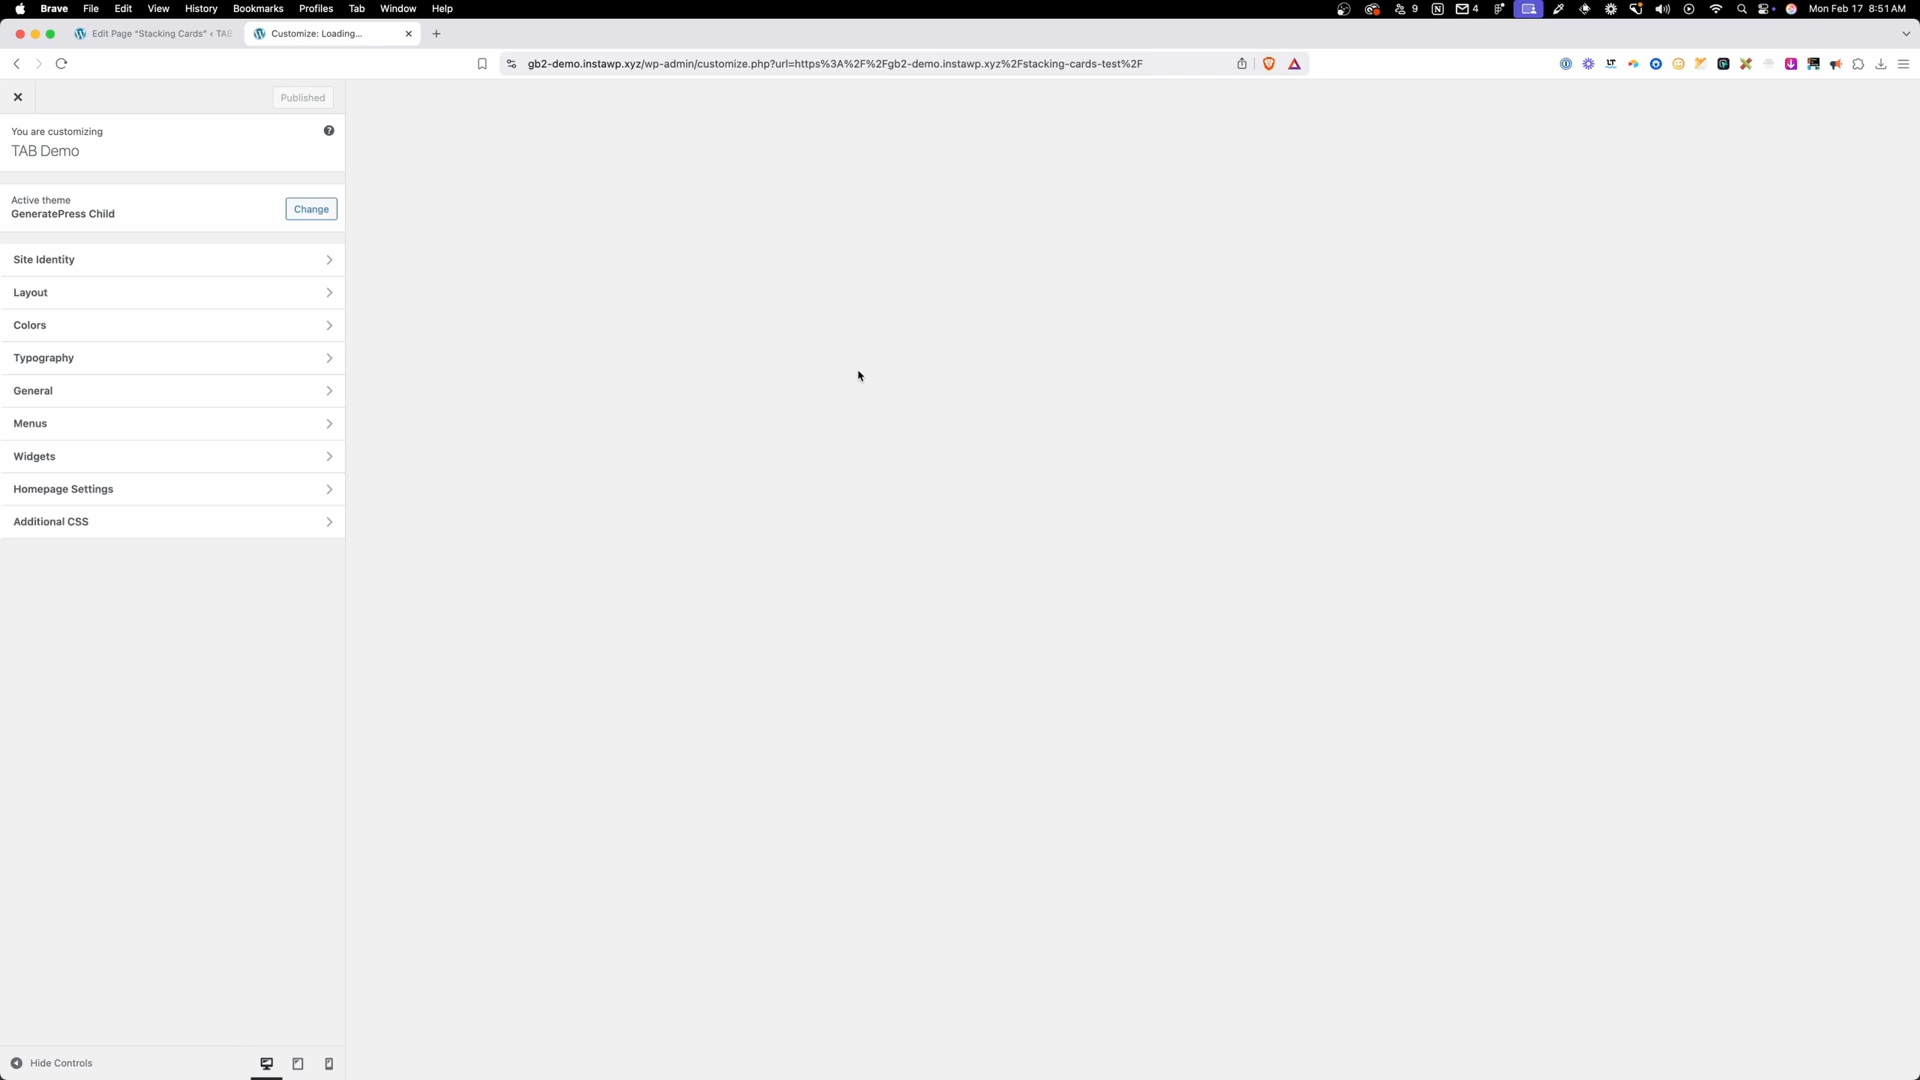 Brave File Edit View History Bookmarks Profiles Tab Window Help 9 4 Mon Feb 17 8:51 AM
Edit Page "Stacking Cards" ‹ TAB Customize: Loading...
gb2-demo.instawp.xyz/wp-admin/customize.php?url=https%3A%2F%2Fgb2-demo.instawp.xyz%2Fstacking-cards-test%2F
Published
You are customizing
TAB Demo
Active theme
GeneratePress Child
Change
Site Identity
Layout
Colors
Typography
General
Menus
Widgets
Homepage Settings
Additional CSS
Hide Controls